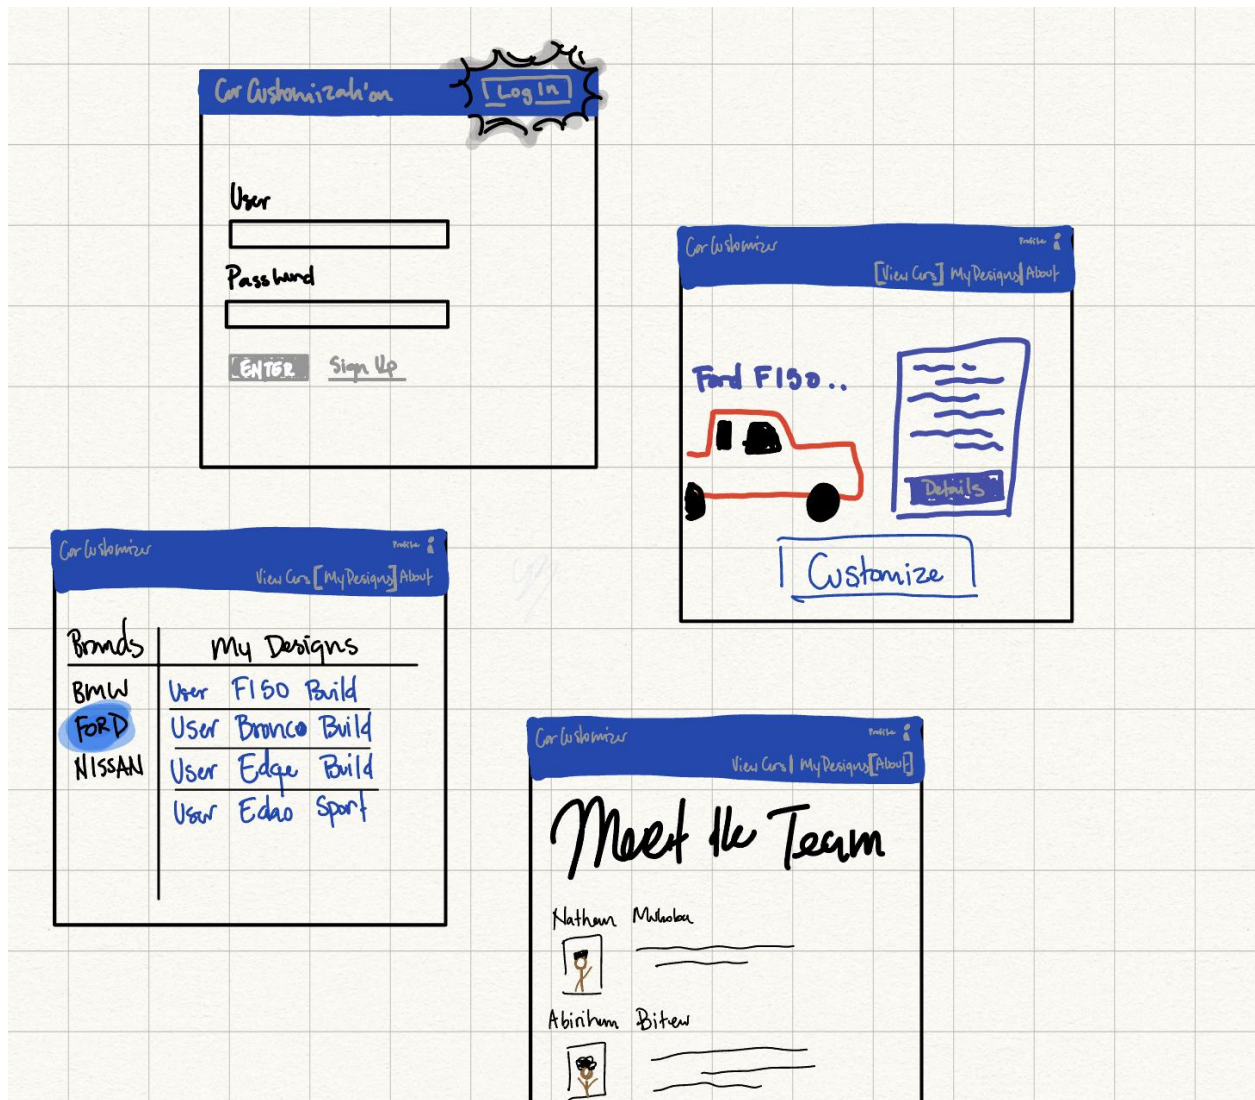 Car Customization
Log In
User
Password
ENTER Sign Up
Car Customizer
Profile
[View Cars] My Designs| About
Ford F150..
Details
Customize
Car Customizer
Profile
View Cars [My Designs] About
Brands My Designs
BMW User F150 Build
FORD User Bronco Build
NISSAN User Edge Build
User Sport
Car Customizer
Profile
View Cars | My Designs [About]
Meet the Team
Nathan